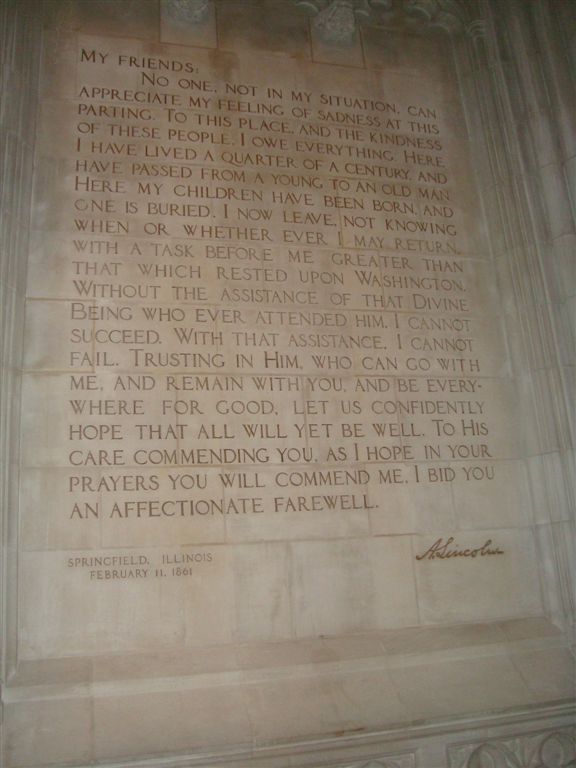 MY FRIENDS:
NO ONE, NOT IN MY SITUATION, CAN
APPRECIATE MY FEELING OF SADNESS AT THIS
PARTING. TO THIS PLACE, AND THE KINDNESS
OF THESE PEOPLE, I OWE EVERYTHING. HERE
I HAVE LIVED A QUARTER OF A CENTURY, AND
HAVE PASSED FROM A YOUNG TO AN OLD MAN.
HERE MY CHILDREN HAVE BEEN BORN, AND
ONE IS BURIED. I NOW LEAVE, NOT KNOWING
WHEN OR WHETHER EVER I MAY RETURN,
WITH A TASK BEFORE ME GREATER THAN
THAT WHICH RESTED UPON WASHINGTON.
WITHOUT THE ASSISTANCE OF THAT DIVINE
BEING WHO EVER ATTENDED HIM, I CANNOT
SUCCEED. WITH THAT ASSISTANCE, I CANNOT
FAIL. TRUSTING IN HIM, WHO CAN GO WITH
ME, AND REMAIN WITH YOU, AND BE EVERY-
WHERE FOR GOOD, LET US CONFIDENTLY
HOPE THAT ALL WILL YET BE WELL. TO HIS
CARE COMMENDING YOU, AS I HOPE IN YOUR
PRAYERS YOU WILL COMMEND ME, I BID YOU
AN AFFECTIONATE FAREWELL.
A. Lincoln
SPRINGFIELD, ILLINOIS
FEBRUARY 11, 1861